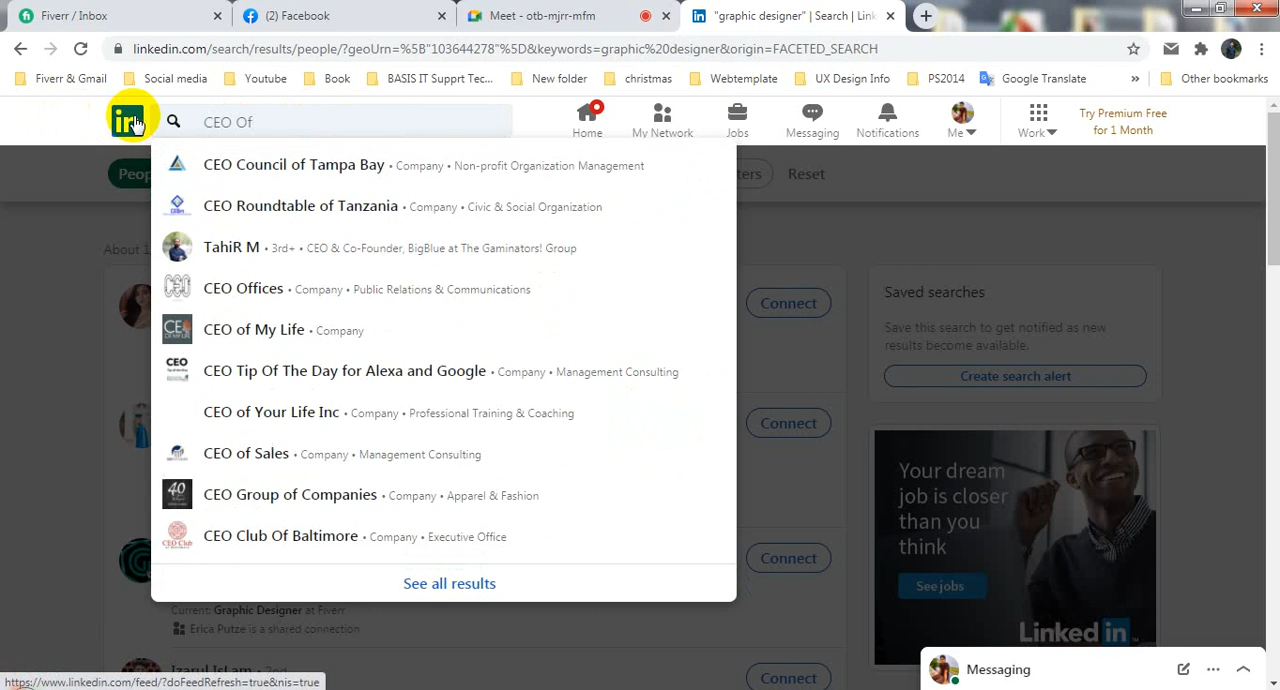 Fiverr / Inbox
(2) Facebook
Meet - otb-mjrr-mfm
"graphic designer" | Search | Link
linkedin.com/search/results/people/?geoUrn=%5B"103644278"%5D&keywords=graphic%20designer&origin=FACETED_SEARCH
Fiverr & Gmail
Social media
Youtube
Book
BASIS IT Supprt Tec...
New folder
christmas
Webtemplate
UX Design Info
PS2014
Google Translate
Other bookmarks
in
CEO Of
Home
My Network
Jobs
Messaging
Notifications
Me
Work
Try Premium Free
for 1 Month
Reset
CEO Council of Tampa Bay • Company • Non-profit Organization Management
CEO Roundtable of Tanzania • Company • Civic & Social Organization
TahiR M • 3rd+ • CEO & Co-Founder, BigBlue at The Gaminators! Group
CEO Offices • Company • Public Relations & Communications
CEO of My Life • Company
CEO Tip Of The Day for Alexa and Google • Company • Management Consulting
CEO of Your Life Inc • Company • Professional Training & Coaching
CEO of Sales • Company • Management Consulting
CEO Group of Companies • Company • Apparel & Fashion
CEO Club Of Baltimore • Company • Executive Office
See all results
About
Connect
Connect
Connect
Connect
Saved searches
Save this search to get notified as new
results become available.
Create search alert
Your dream
job is closer
than you
think
See jobs
Linked in
Current: Graphic Designer at Fiverr
Erica Putze is a shared connection
Izarul IsLam • 2nd
Messaging
https://www.linkedin.com/feed/?doFeedRefresh=true&nis=true